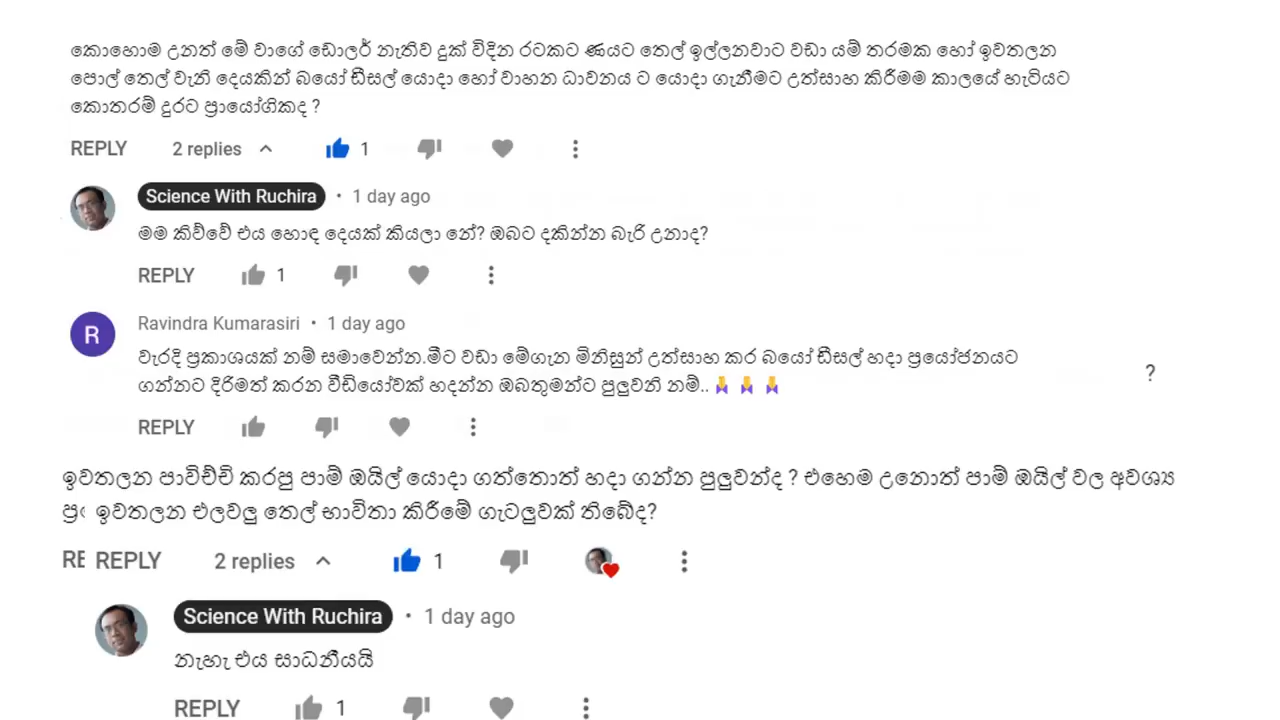 කොහොම උනත් මේ වාගේ ඩොලර් නැතිව දුක් විදින රටකට ණයට තෙල් ඉල්ලනවාට වඩා යම් තරමක හෝ ඉවතලන
පොල් තෙල් වැනි දෙයකින් බයෝ ඩීසල් යොදා හෝ වාහන ධාවනය ට යොදා ගැනීමට උත්සාහ කිරීමම කාලයේ හැටියට
කොතරම් දුරට ප්‍රායෝගිකද ?
REPLY 2 replies 1
Science With Ruchira • 1 day ago
මම කිව්වේ එය හොඳ දෙයක් කියලා නේ? ඔබට දකින්න බැරි උනාද?
REPLY 1
R Ravindra Kumarasiri • 1 day ago
වැරදි ප්‍රකාශයක් නම් සමාවෙන්න.මීට වඩා මේගැන මිනිසුන් උත්සාහ කර බයෝ ඩීසල් හදා ප්‍රයෝජනයට
?
ගන්නට දිරිමත් කරන වීඩියෝවක් හදන්න ඔබතුමන්ට පුලුවනි නම්..
REPLY
ඉවතලන පාවිච්චි කරපු පාම් ඔයිල් යොදා ගත්තොත් හදා ගන්න පුලුවන්ද ? එහෙම උනොත් පාම් ඔයිල් වල අවශ්‍ය
ඉවතලන එලවලු තෙල් භාවිතා කිරීමේ ගැටලුවක් තිබේද?
RE REPLY 2 replies 1
Science With Ruchira • 1 day ago
නැහැ එය සාධනීයයි
REPLY 1